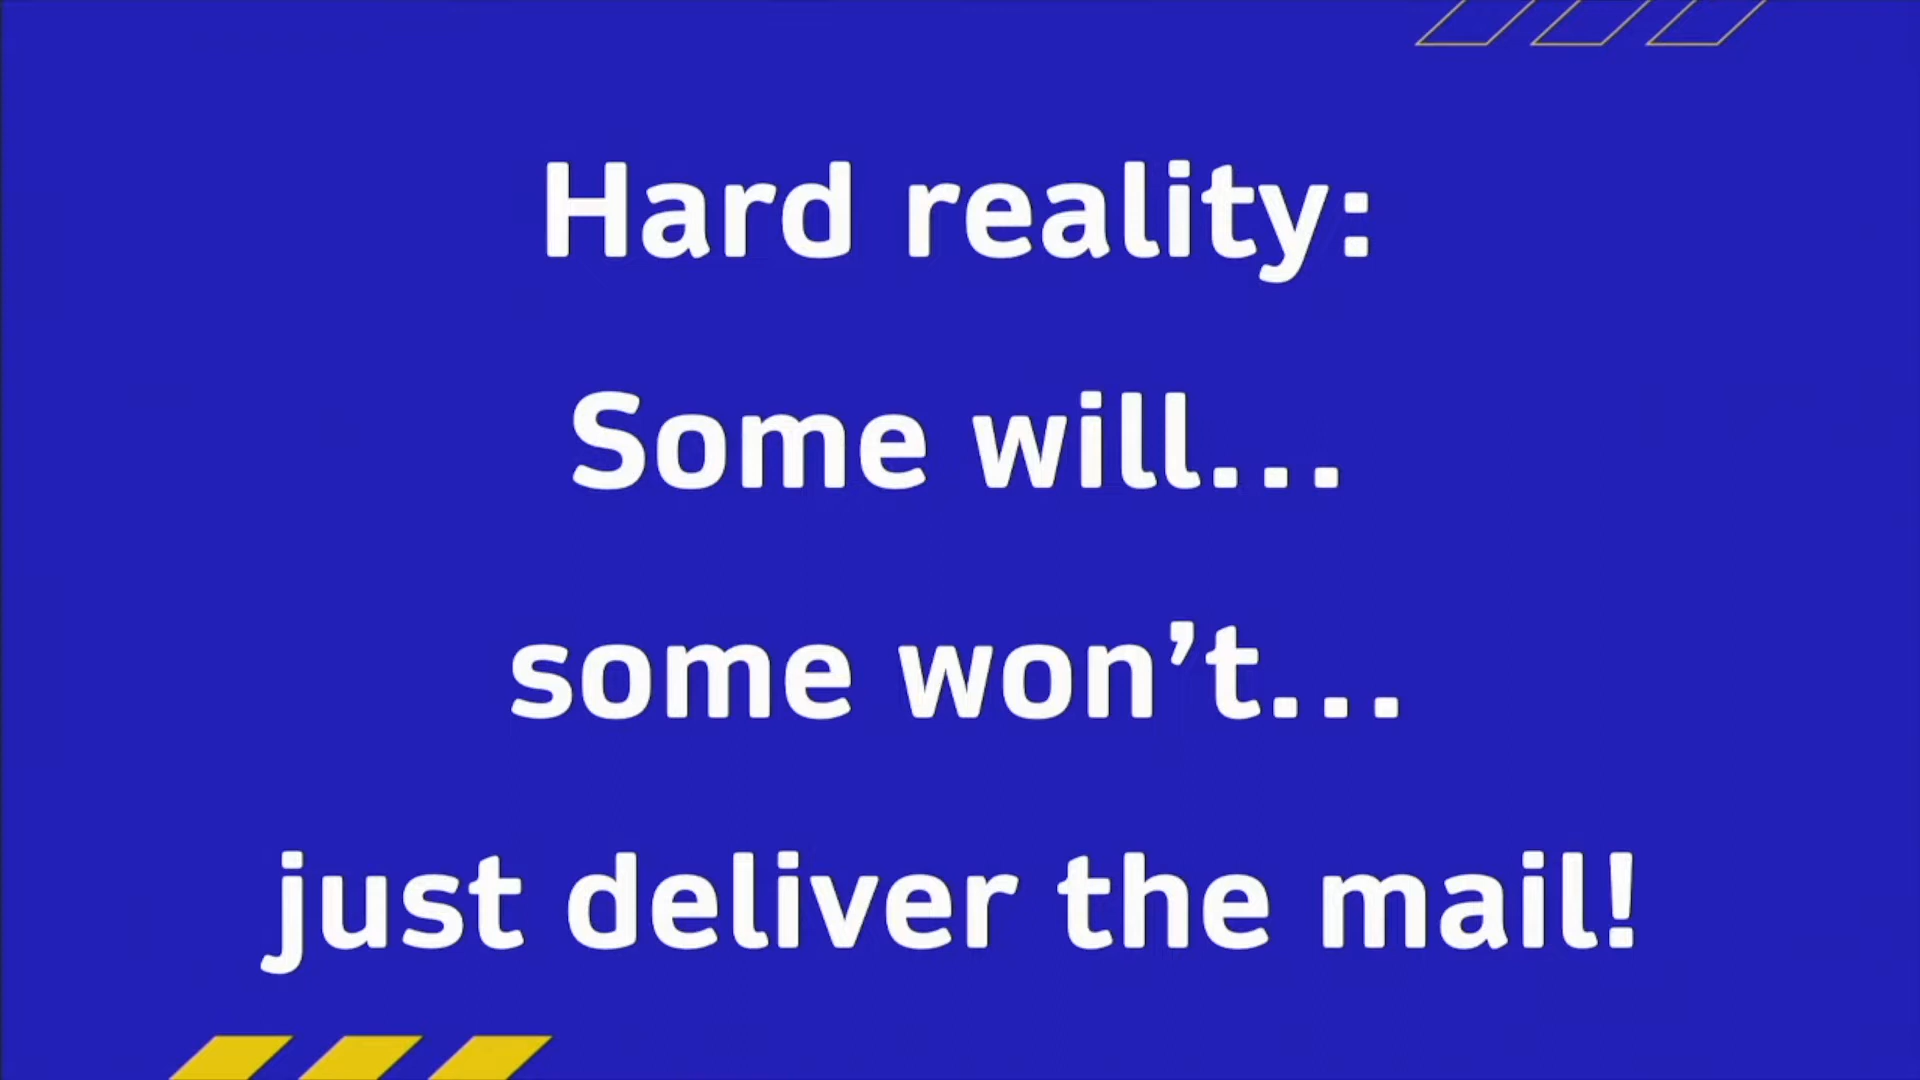 Hard reality:
Some will...
some won’t...
just deliver the mail!